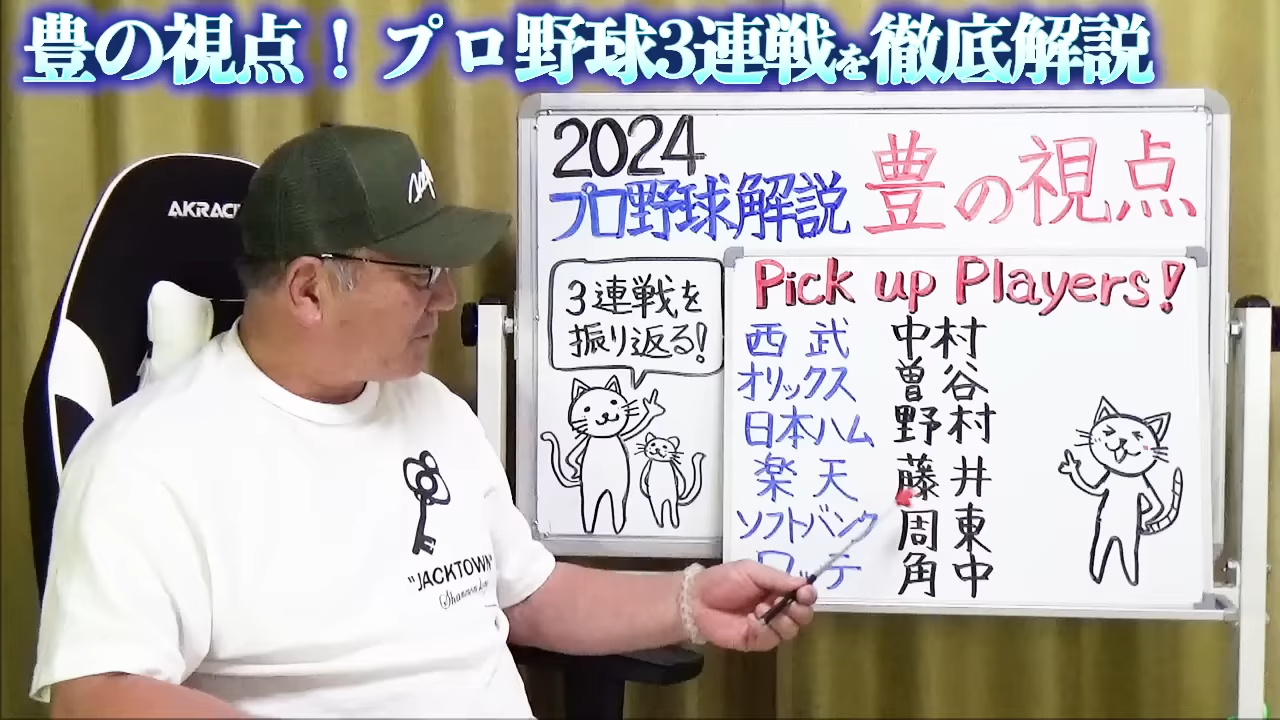 豊の視点！プロ野球3連戦を徹底解説
2024
プロ野球解説
豊の視点
3連戦を
振り返る!
Pick up Players!
西武 中村
オリックス 曽谷
日本ハム 野村
楽天 藤井
ソフトバンク 周東
ロッテ 角中
"JACKTOWN"